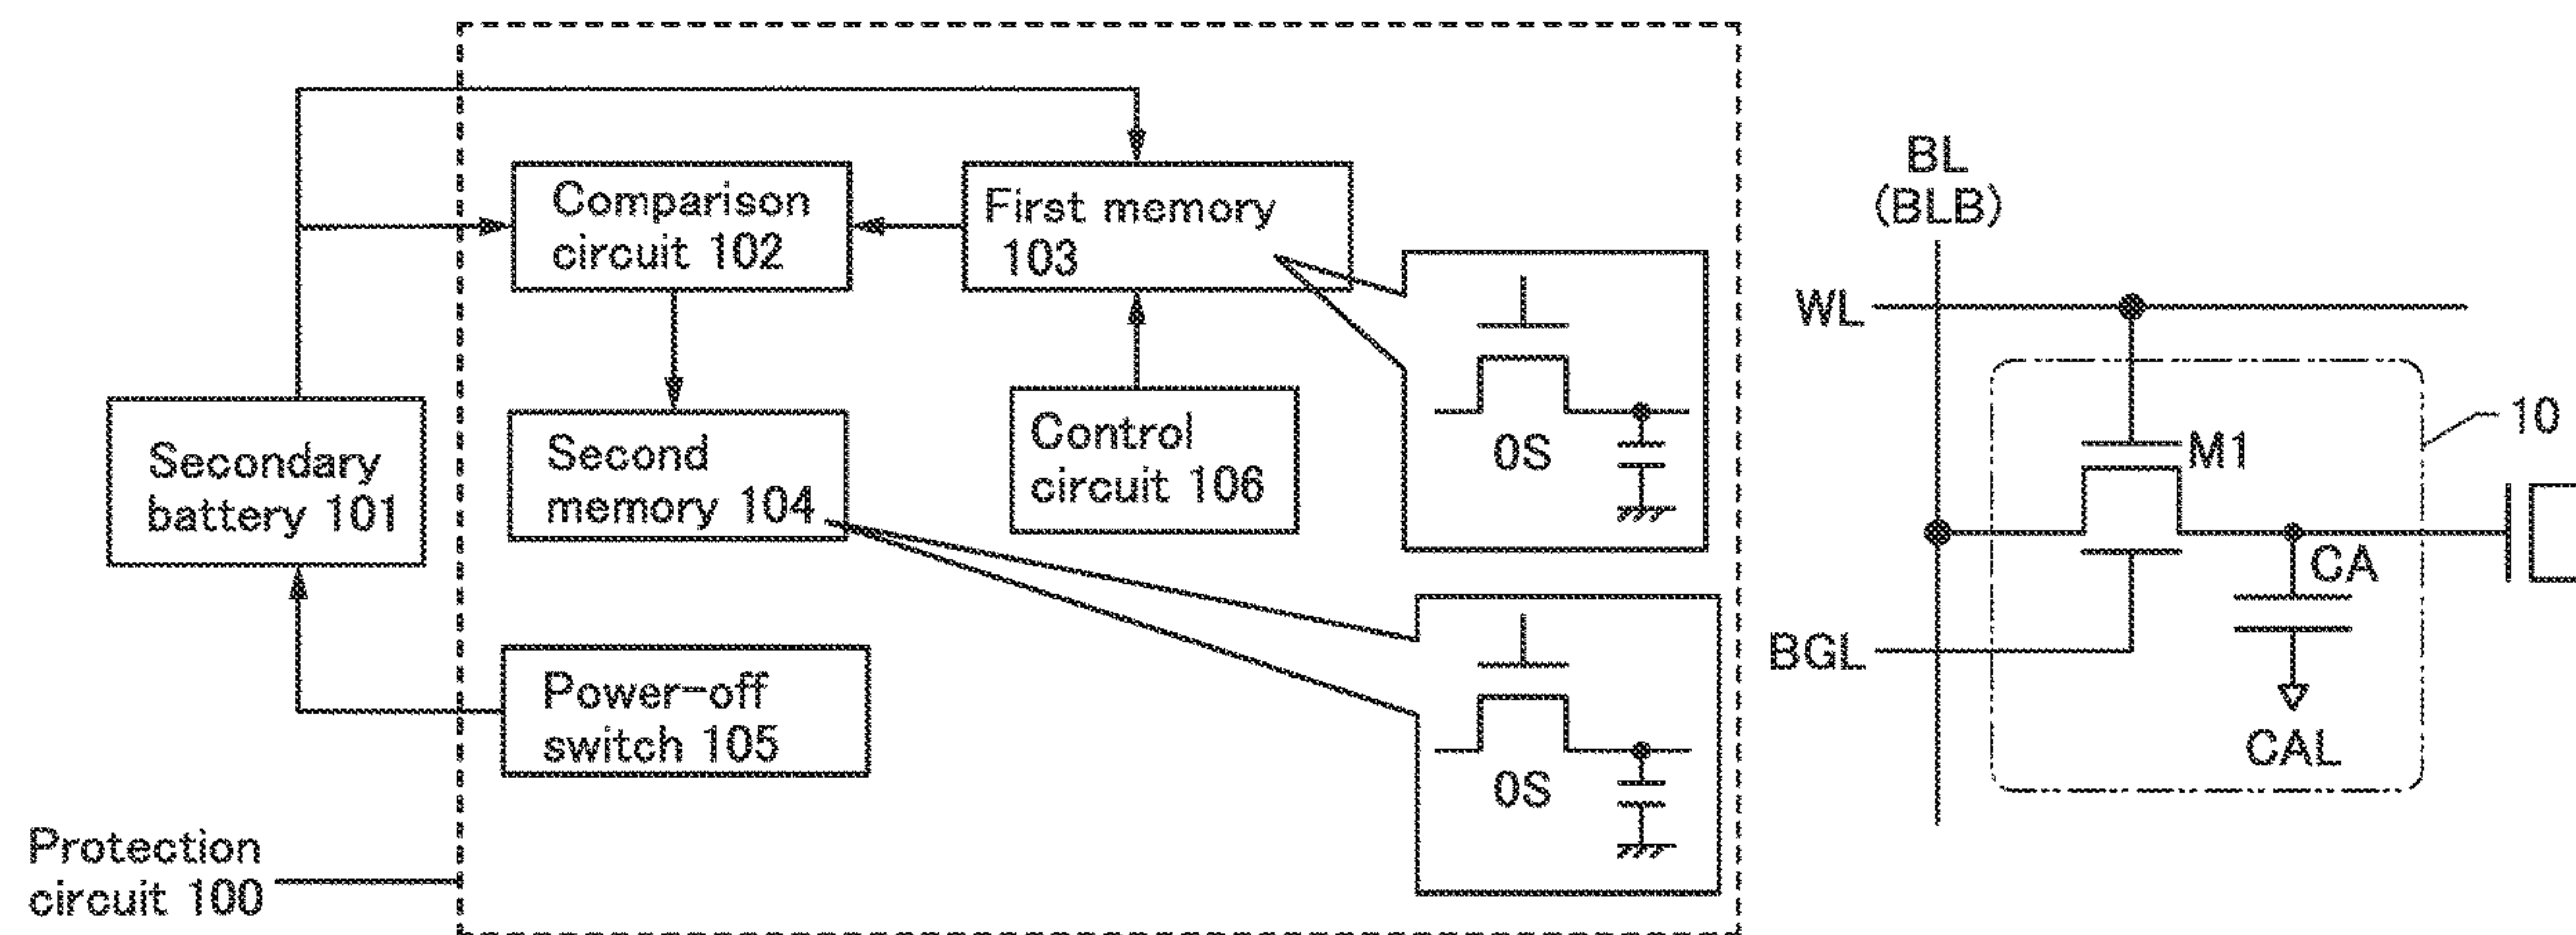 Comparison
circuit 102
First memory
103
Secondary
battery 101
Second
memory 104
Control
circuit 106
OS
Power-off
switch 105
OS
Protection
circuit 100
BL
(BLB)
WL
10
M1
CA
BGL
CAL